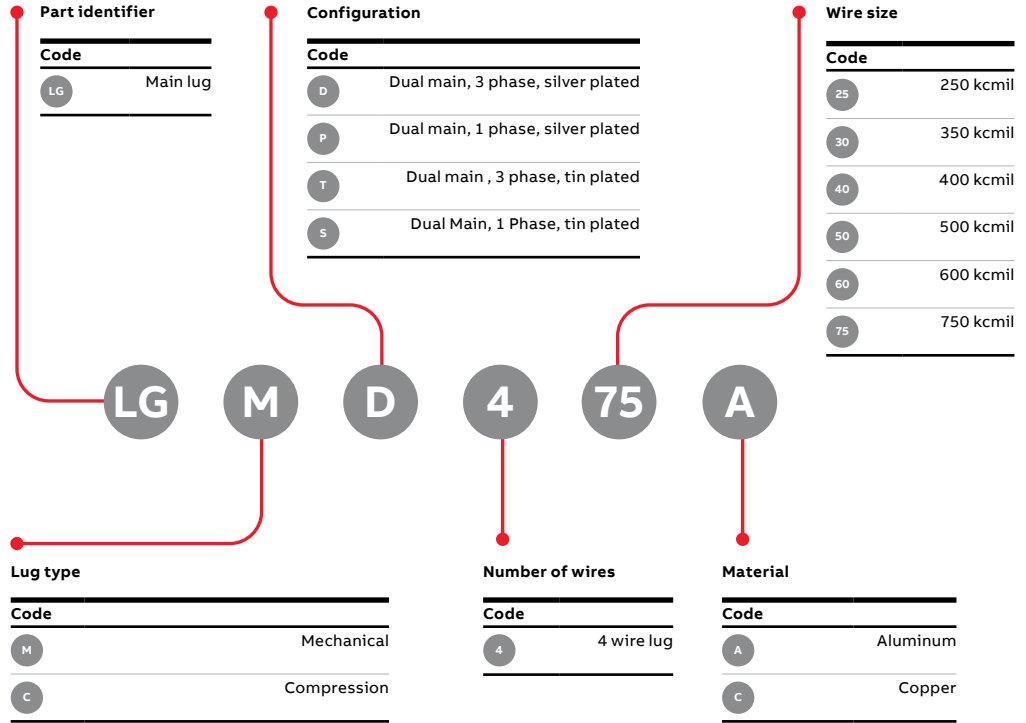 Part identifier
Code
LG Main lug
Configuration
Code
D Dual main, 3 phase, silver plated
P Dual main, 1 phase, silver plated
T Dual main , 3 phase, tin plated
S Dual Main, 1 Phase, tin plated
Wire size
Code
25 250 kcmil
30 350 kcmil
40 400 kcmil
50 500 kcmil
60 600 kcmil
75 750 kcmil
LG M D 4 75 A
Lug type
Code
M Mechanical
C Compression
Number of wires
Code
4 4 wire lug
Material
Code
A Aluminum
C Copper